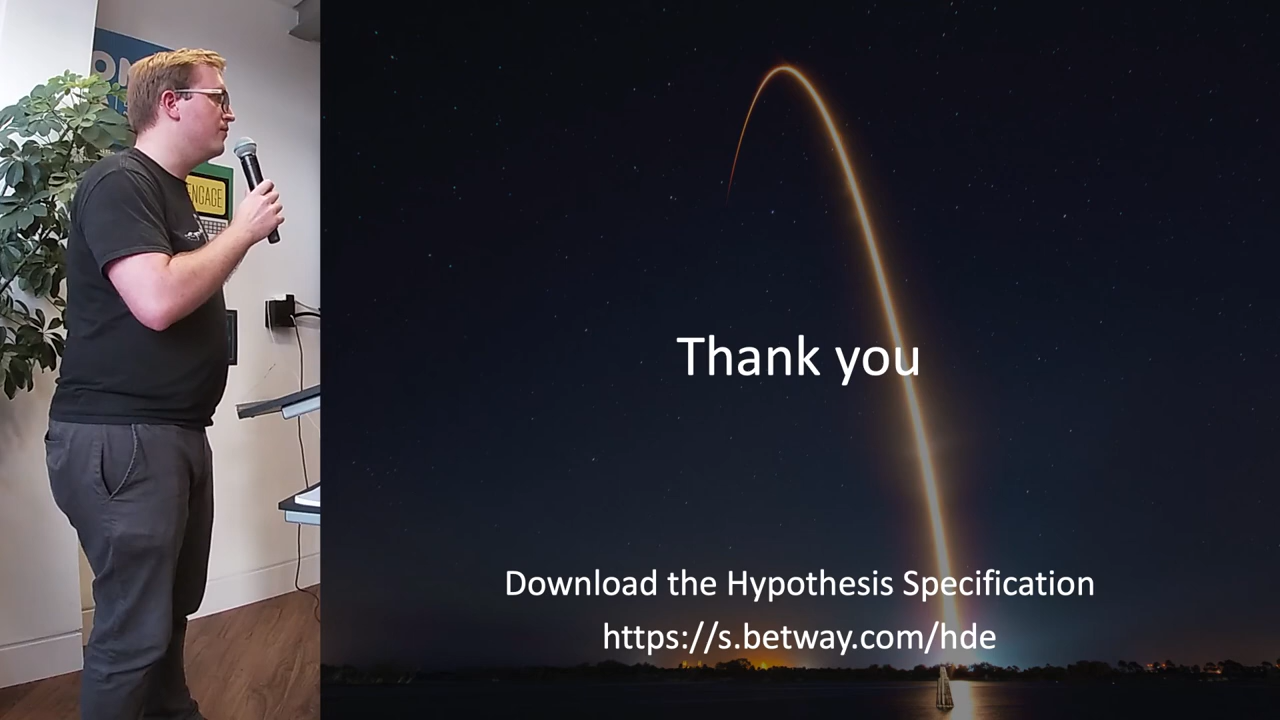 ENGAGE
Thank you
Download the Hypothesis Specification
https://s.betway.com/hde